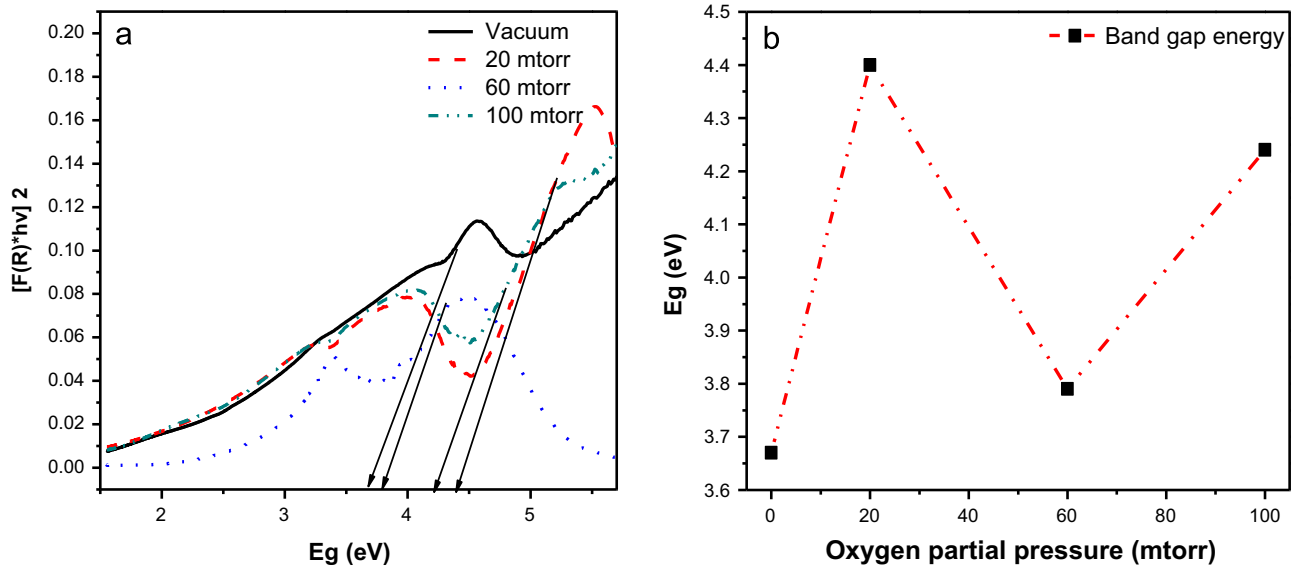 a
Vacuum
20 mtorr
60 mtorr
100 mtorr
0.20
0.18
0.16
0.14
0.12
0.10
0.08
0.06
0.04
0.02
0.00
[F(R)*hv] 2
2 3 4 5
Eg (eV)
b
Band gap energy
4.5
4.4
4.3
4.2
4.1
4.0
3.9
3.8
3.7
3.6
Eg (eV)
0 20 40 60 80 100
Oxygen partial pressure (mtorr)